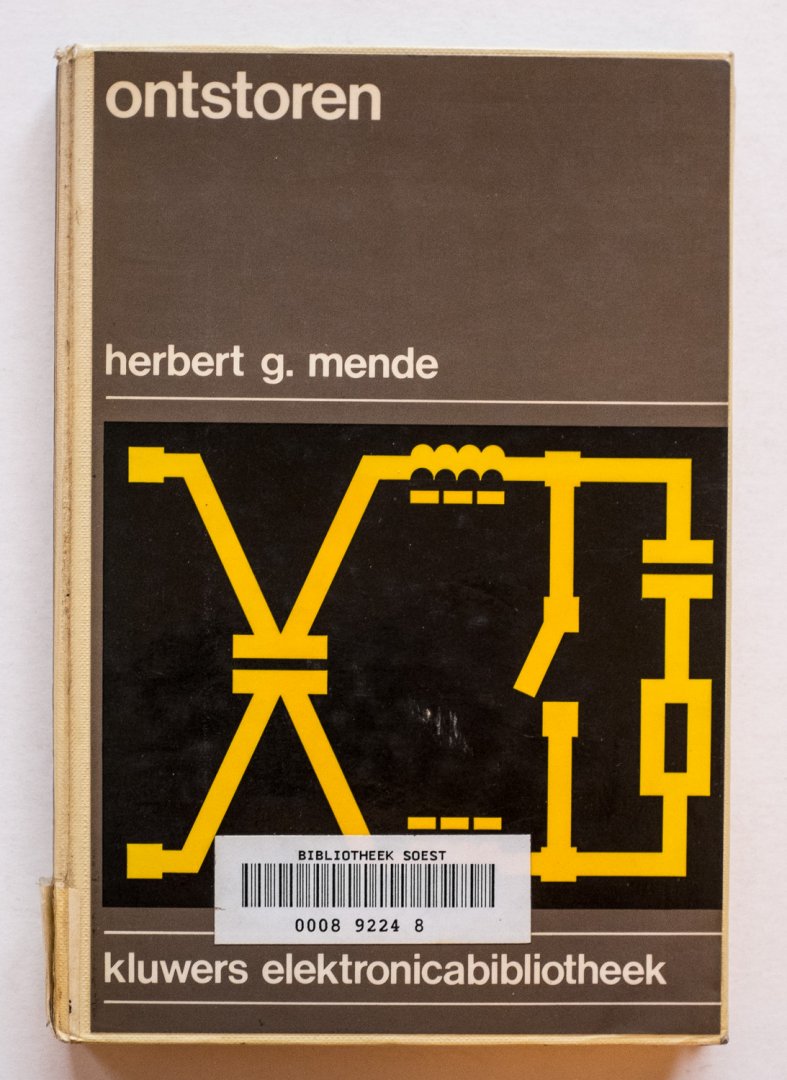 ontstoren
herbert g. mende
BIBLIOTHEEK SOEST
0008 9224 8
kluwers elektronicabibliotheek